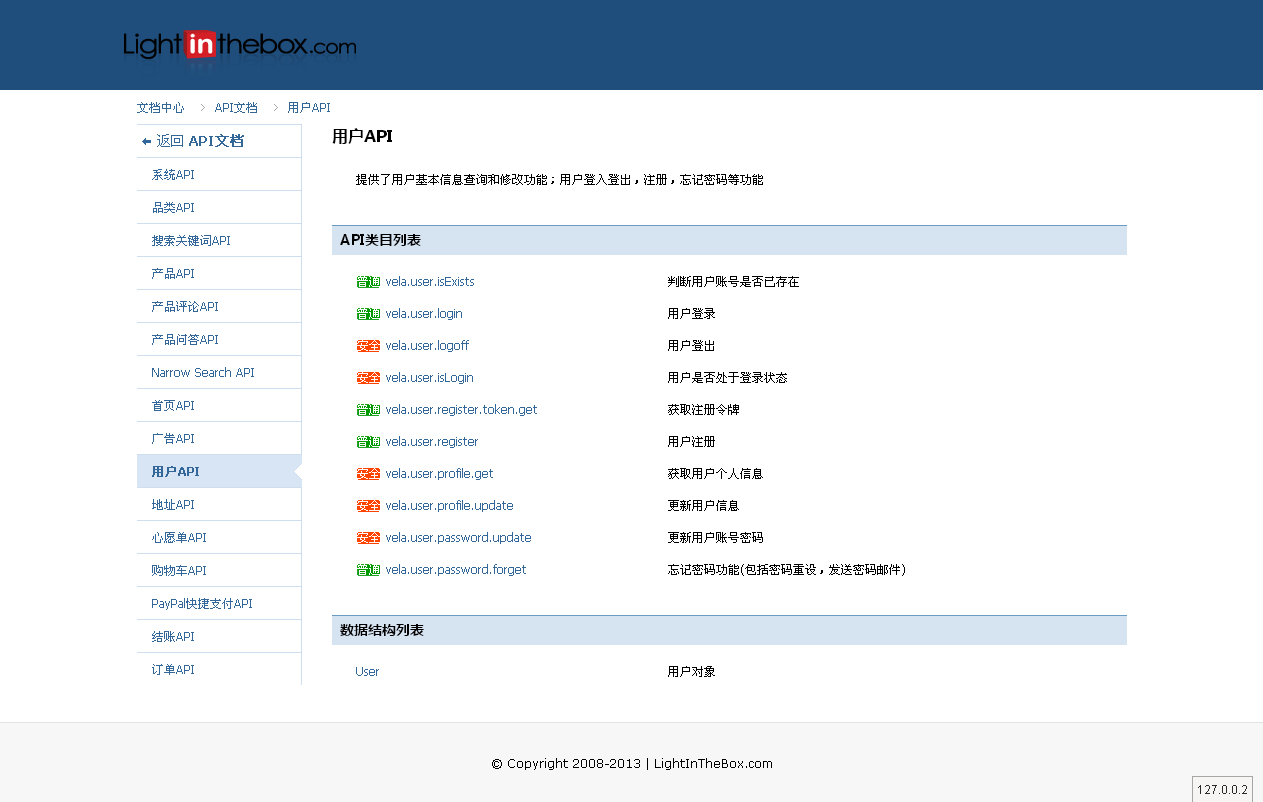 Lightinthebox.com
文档中心 > API文档 > 用户API
返回 API文档
系统API
品类API
搜索关键词API
产品API
产品评论API
产品问答API
Narrow Search API
首页API
广告API
用户API
地址API
心愿单API
购物车API
PayPal快捷支付API
结账API
订单API
用户API
提供了用户基本信息查询和修改功能；用户登入登出，注册，忘记密码等功能
API类目列表
普通 vela.user.isExists 判断用户账号是否已存在
普通 vela.user.login 用户登录
安全 vela.user.logoff 用户登出
安全 vela.user.isLogin 用户是否处于登录状态
普通 vela.user.register.token.get 获取注册令牌
普通 vela.user.register 用户注册
安全 vela.user.profile.get 获取用户个人信息
安全 vela.user.profile.update 更新用户信息
安全 vela.user.password.update 更新用户账号密码
普通 vela.user.password.forget 忘记密码功能(包括密码重设，发送密码邮件)
数据结构列表
User 用户对象
© Copyright 2008-2013 | LightInTheBox.com
127.0.0.2